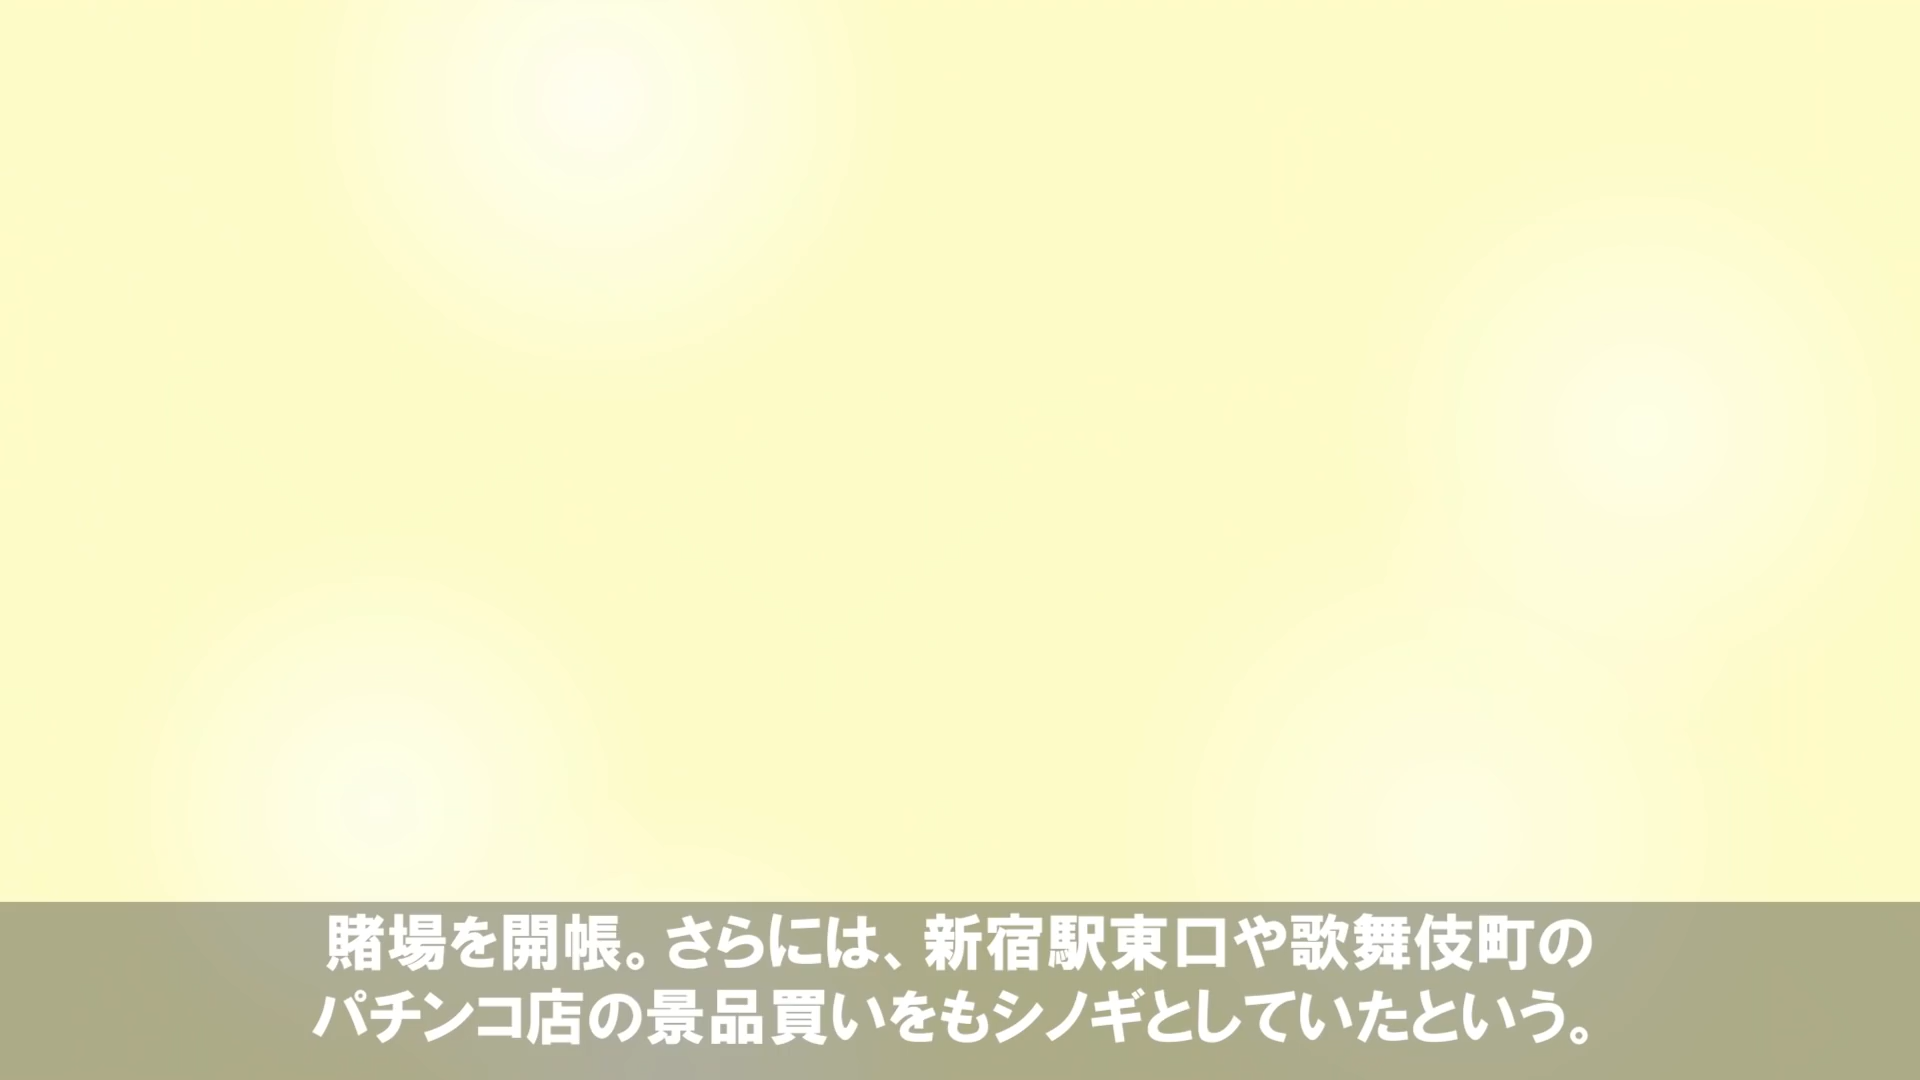 賭場を開帳。さらには、新宿駅東口や歌舞伎町の
パチンコ店の景品買いをもシノギとしていたという。